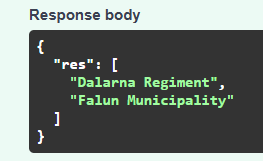 Response body
{
  "res": [
    "Dalarna Regiment",
    "Falun Municipality"
  ]
}